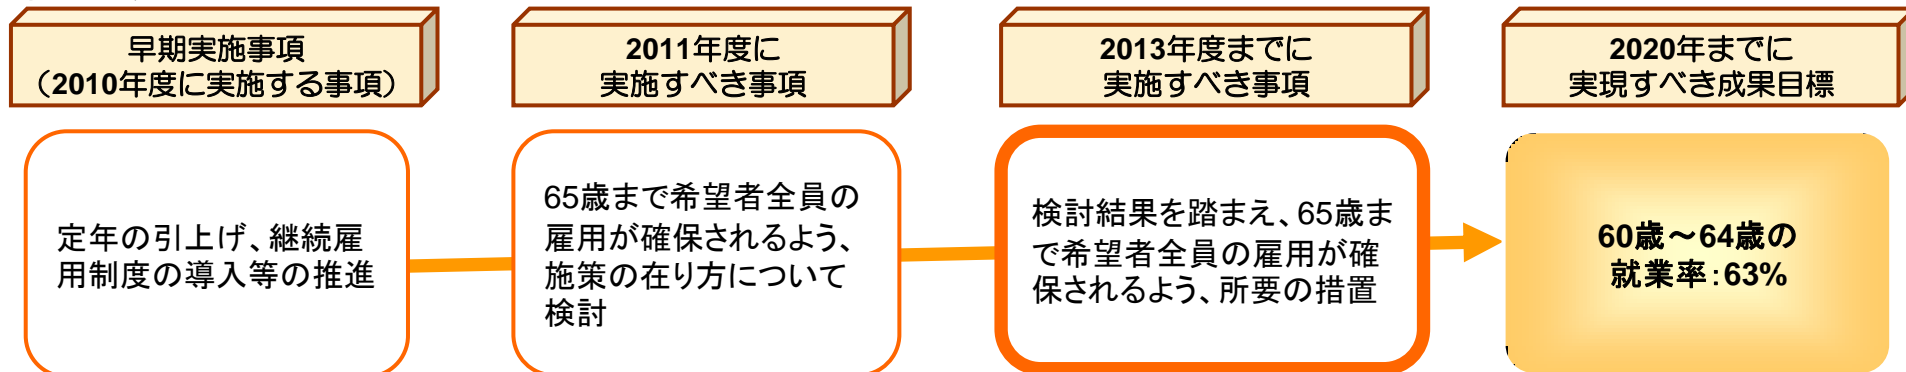 早期実施事項
（2010年度に実施する事項）
2011年度に
実施すべき事項
2013年度までに
実施すべき事項
2020年までに
実現すべき成果目標
定年の引上げ、継続雇
用制度の導入等の推進
65歳まで希望者全員の
雇用が確保されるよう、
施策の在り方について
検討
検討結果を踏まえ、65歳ま
で希望者全員の雇用が確
保されるよう、所要の措置
60歳～64歳の
就業率：63%